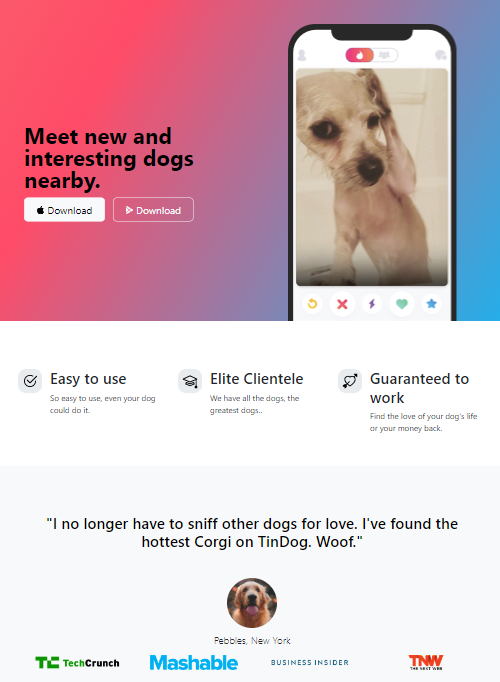 Meet new and
interesting dogs
nearby.
Download
Download
Easy to use
So easy to use, even your dog
could do it.
Elite Clientele
We have all the dogs, the
greatest dogs..
Guaranteed to
work
Find the love of your dog's life
or your money back.
"I no longer have to sniff other dogs for love. I've found the
hottest Corgi on TinDog. Woof."
Pebbles, New York
TC TechCrunch
Mashable
BUSINESS INSIDER
TNW
THE NEXT WEB